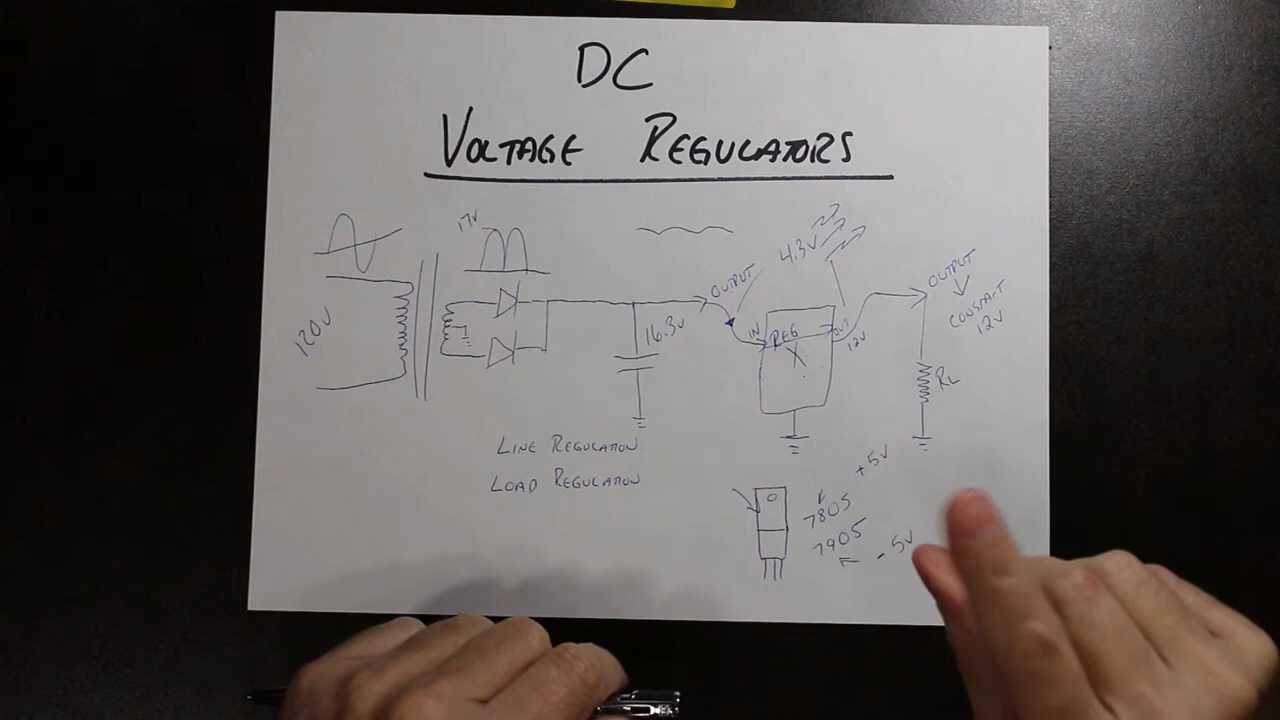 DC
VOLTAGE REGULATORS
120V
17V
16.3V
OUTPUT
4.3V
IN
REG
OUT
12V
OUTPUT
CONSTANT
12V
RL
LINE REGULATION
LOAD REGULATION
7805
+5V
7905
-5V